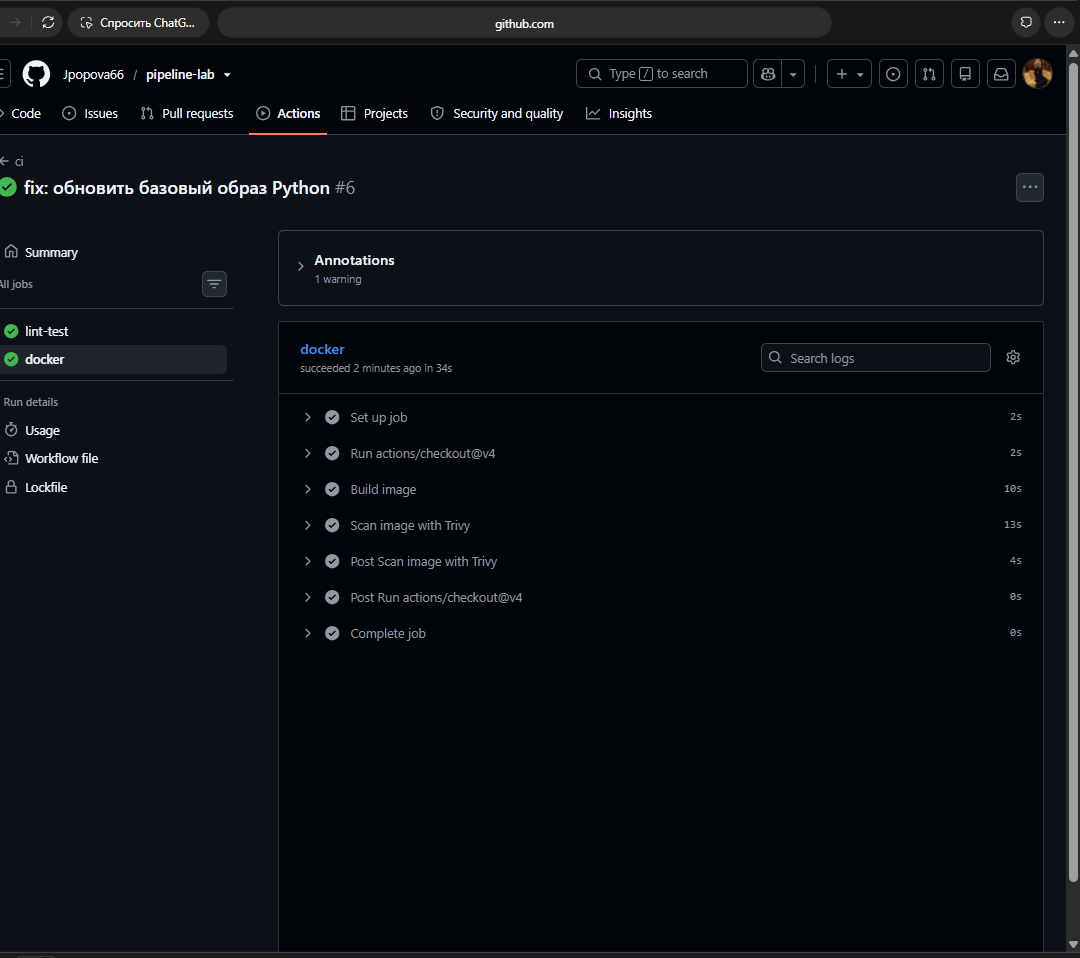 Спросить ChatG...
github.com
Jpopova66 / pipeline-lab
Type / to search
Code
Issues
Pull requests
Actions
Projects
Security and quality
Insights
ci
fix: обновить базовый образ Python #6
Summary
All jobs
lint-test
docker
Run details
Usage
Workflow file
Lockfile
Annotations
1 warning
docker
succeeded 2 minutes ago in 34s
Search logs
Set up job 2s
Run actions/checkout@v4 2s
Build image 10s
Scan image with Trivy 13s
Post Scan image with Trivy 4s
Post Run actions/checkout@v4 0s
Complete job 0s